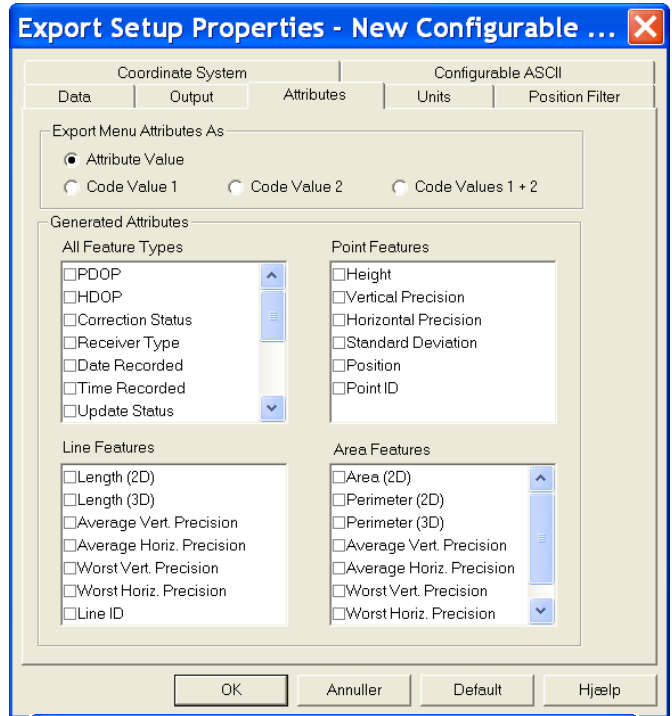 Export Setup Properties - New Configurable ...
Coordinate System
Configurable ASCII
Data
Output
Attributes
Units
Position Filter
Export Menu Attributes As
Attribute Value
Code Value 1
Code Value 2
Code Values 1 + 2
Generated Attributes
All Feature Types
PDOP
HDOP
Correction Status
Receiver Type
Date Recorded
Time Recorded
Update Status
Point Features
Height
Vertical Precision
Horizontal Precision
Standard Deviation
Position
Point ID
Line Features
Length (2D)
Length (3D)
Average Vert. Precision
Average Horiz. Precision
Worst Vert. Precision
Worst Horiz. Precision
Line ID
Area Features
Area (2D)
Perimeter (2D)
Perimeter (3D)
Average Vert. Precision
Average Horiz. Precision
Worst Vert. Precision
Worst Horiz. Precision
OK
Annuller
Default
Hjælp